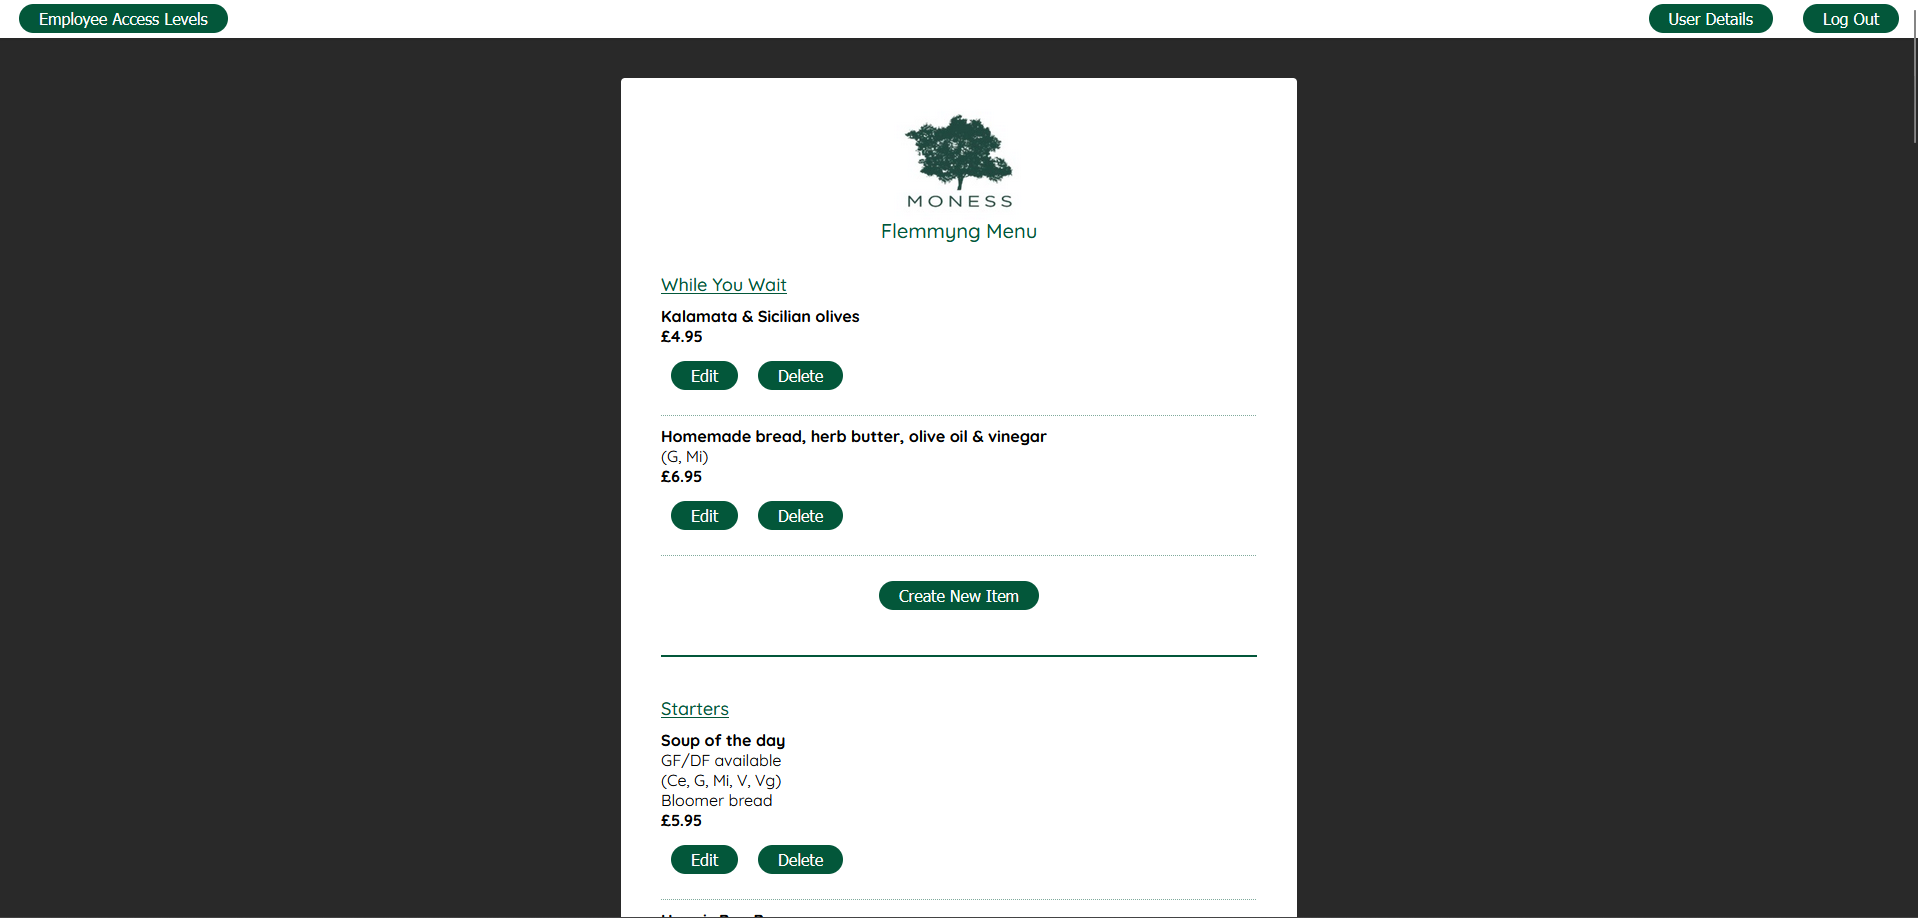 Employee Access Levels
User Details
Log Out
MONESS
Flemmyng Menu
While You Wait
Kalamata & Sicilian olives
£4.95
Edit
Delete
Homemade bread, herb butter, olive oil & vinegar
(G, Mi)
£6.95
Edit
Delete
Create New Item
Starters
Soup of the day
GF/DF available
(Ce, G, Mi, V, Vg)
Bloomer bread
£5.95
Edit
Delete